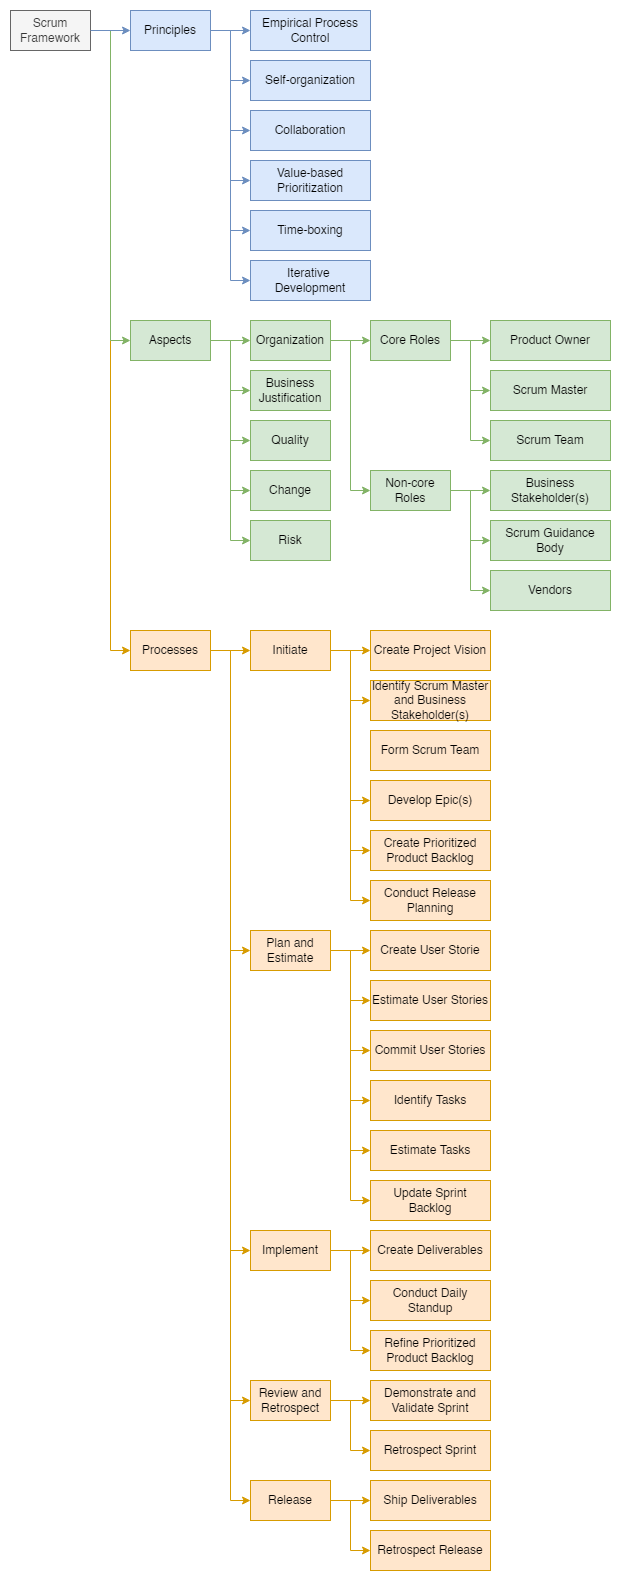 Scrum
Framework
Principles
Empirical Process
Control
Self-organization
Collaboration
Value-based
Prioritization
Time-boxing
Iterative
Development
Aspects
Organization
Core Roles
Product Owner
Business
Justification
Scrum Master
Quality
Scrum Team
Change
Non-core
Roles
Business
Stakeholder(s)
Risk
Scrum Guidance
Body
Vendors
Processes
Initiate
Create Project Vision
Identify Scrum Master
and Business
Stakeholder(s)
Form Scrum Team
Develop Epic(s)
Create Prioritized
Product Backlog
Conduct Release
Planning
Plan and
Estimate
Create User Storie
Estimate User Stories
Commit User Stories
Identify Tasks
Estimate Tasks
Update Sprint
Backlog
Implement
Create Deliverables
Conduct Daily
Standup
Refine Prioritized
Product Backlog
Review and
Retrospect
Demonstrate and
Validate Sprint
Retrospect Sprint
Release
Ship Deliverables
Retrospect Release